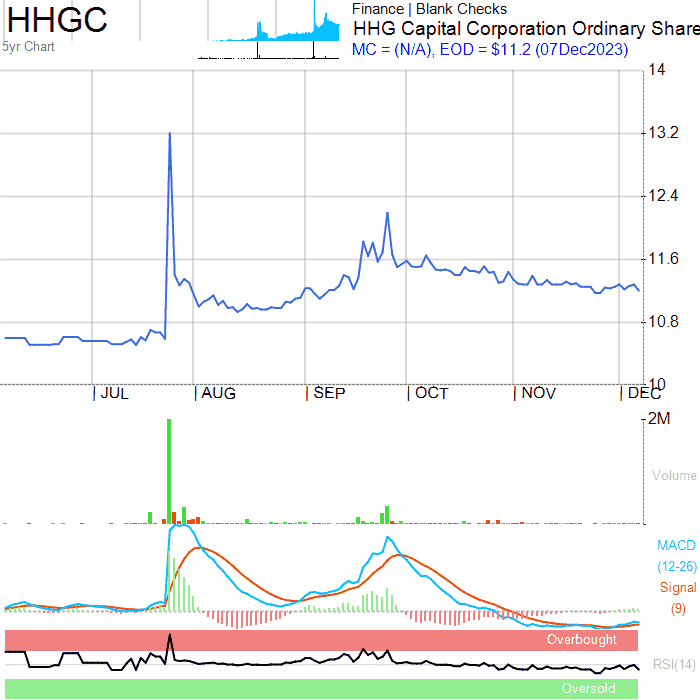 HHGC
5yr Chart
Finance | Blank Checks
HHG Capital Corporation Ordinary Share
MC = (N/A), EOD = $11.2 (07Dec2023)
14
13.2
12.4
11.6
10.8
10
JUL AUG SEP OCT NOV DEC
2M
Volume
MACD
(12-26)
Signal
(9)
Overbought
RSI(14)
Oversold